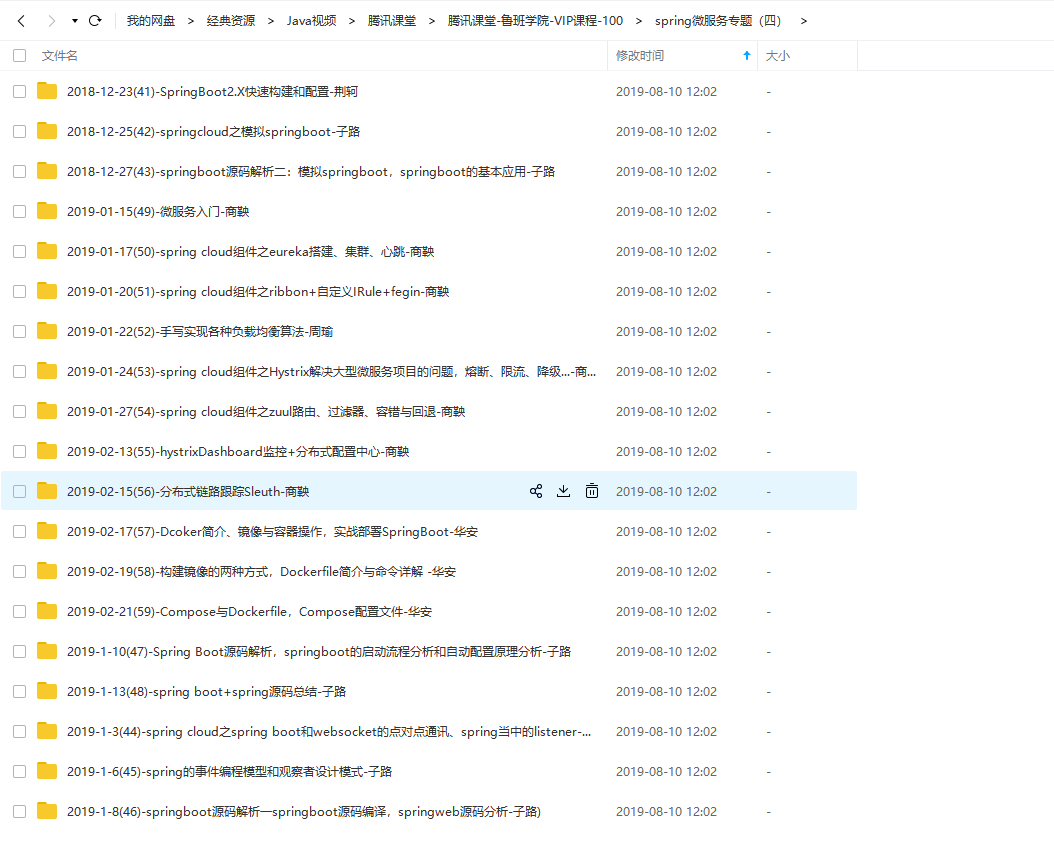 我的网盘 > 经典资源 > Java视频 > 腾讯课堂 > 腾讯课堂-鲁班学院-VIP课程-100 > spring微服务专题（四） >
文件名 修改时间 大小
2018-12-23(41)-SpringBoot2.X快速构建和配置-荆轲 2019-08-10 12:02 -
2018-12-25(42)-springcloud之模拟springboot-子路 2019-08-10 12:02 -
2018-12-27(43)-springboot源码解析二：模拟springboot，springboot的基本应用-子路 2019-08-10 12:02 -
2019-01-15(49)-微服务入门-商鞅 2019-08-10 12:02 -
2019-01-17(50)-spring cloud组件之eureka搭建、集群、心跳-商鞅 2019-08-10 12:02 -
2019-01-20(51)-spring cloud组件之ribbon+自定义IRule+fegin-商鞅 2019-08-10 12:02 -
2019-01-22(52)-手写实现各种负载均衡算法-周瑜 2019-08-10 12:02 -
2019-01-24(53)-spring cloud组件之Hystrix解决大型微服务项目的问题，熔断、限流、降级...-商... 2019-08-10 12:02 -
2019-01-27(54)-spring cloud组件之zuul路由、过滤器、容错与回退-商鞅 2019-08-10 12:02 -
2019-02-13(55)-hystrixDashboard监控+分布式配置中心-商鞅 2019-08-10 12:02 -
2019-02-15(56)-分布式链路跟踪Sleuth-商鞅 2019-08-10 12:02 -
2019-02-17(57)-Dcoker简介、镜像与容器操作，实战部署SpringBoot-华安 2019-08-10 12:02 -
2019-02-19(58)-构建镜像的两种方式，Dockerfile简介与命令详解 -华安 2019-08-10 12:02 -
2019-02-21(59)-Compose与Dockerfile，Compose配置文件-华安 2019-08-10 12:02 -
2019-1-10(47)-Spring Boot源码解析，springboot的启动流程分析和自动配置原理分析-子路 2019-08-10 12:02 -
2019-1-13(48)-spring boot+spring源码总结-子路 2019-08-10 12:02 -
2019-1-3(44)-spring cloud之spring boot和websocket的点对点通讯、spring当中的listener-... 2019-08-10 12:02 -
2019-1-6(45)-spring的事件编程模型和观察者设计模式-子路 2019-08-10 12:02 -
2019-1-8(46)-springboot源码解析一springboot源码编译，springweb源码分析-子路) 2019-08-10 12:02 -